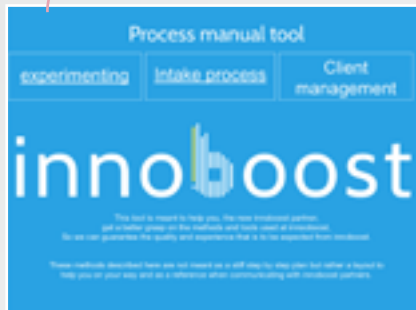 Process manual tool
experimenting
Intake process
Client
management
innoboost
This tool is meant to help you, the new innoboost partner,
get a better grasp on the methods and tools used at innoboost.
So we can guarantee the quality and experience that is to be expected from innoboost.
These methods described here are not meant as a stiff step by step plan but rather a layout to
help you on your way and as a reference when communicating with innoboost partners.